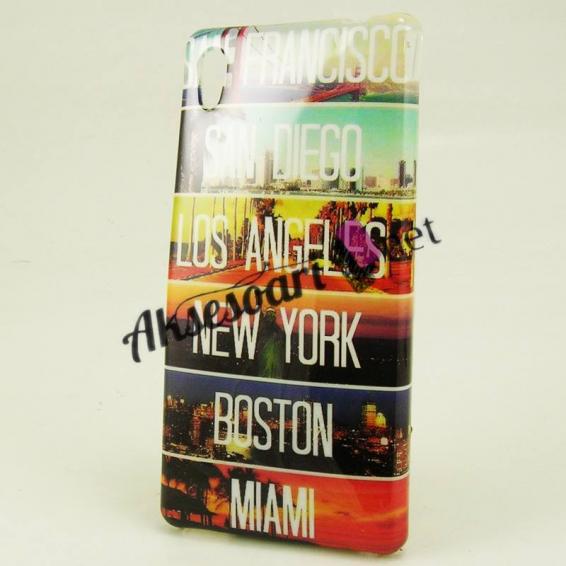 SAN FRANCISCO
SAN DIEGO
LOS ANGELES
NEW YORK
BOSTON
MIAMI